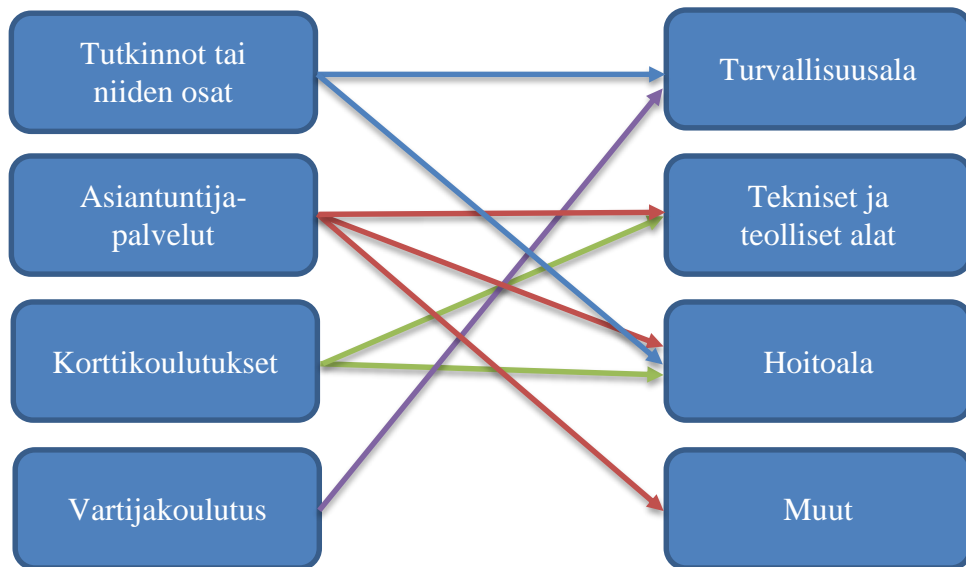 Tutkinnot tai
niiden osat
Asiantuntija-
palvelut
Korttikoulutukset
Vartijakoulutus
Turvallisuusala
Tekniset ja
teolliset alat
Hoitoala
Muut